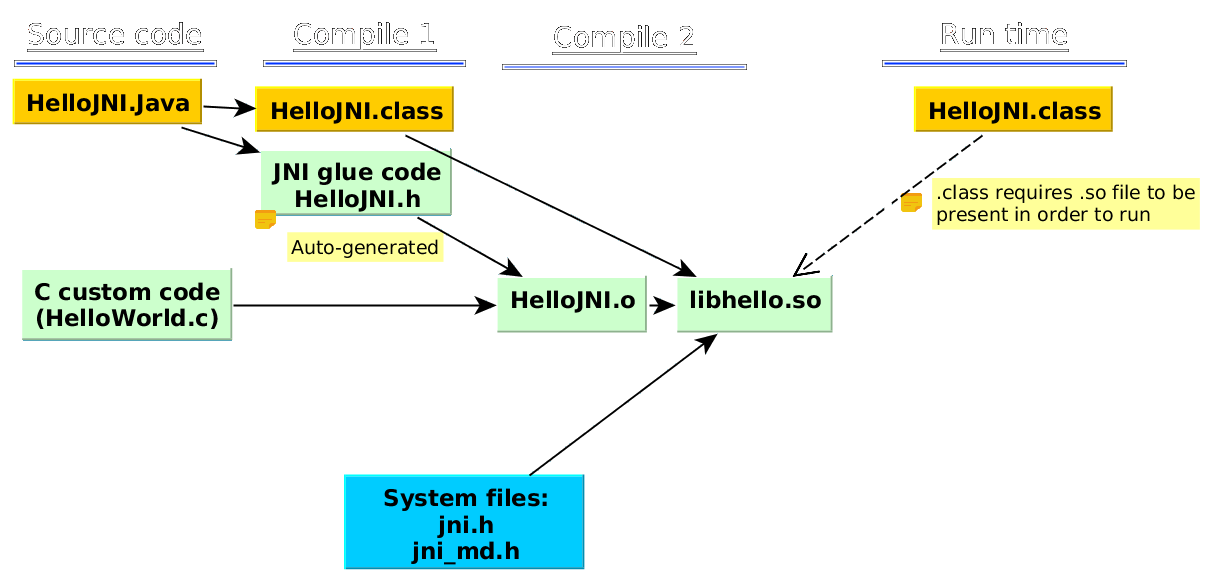 Source code
Compile 1
Compile 2
Run time
HelloJNI.Java
HelloJNI.class
HelloJNI.class
JNI glue code
HelloJNI.h
.class requires .so file to be
present in order to run
Auto-generated
C custom code
(HelloWorld.c)
HelloJNI.o
libhello.so
System files:
jni.h
jni_md.h